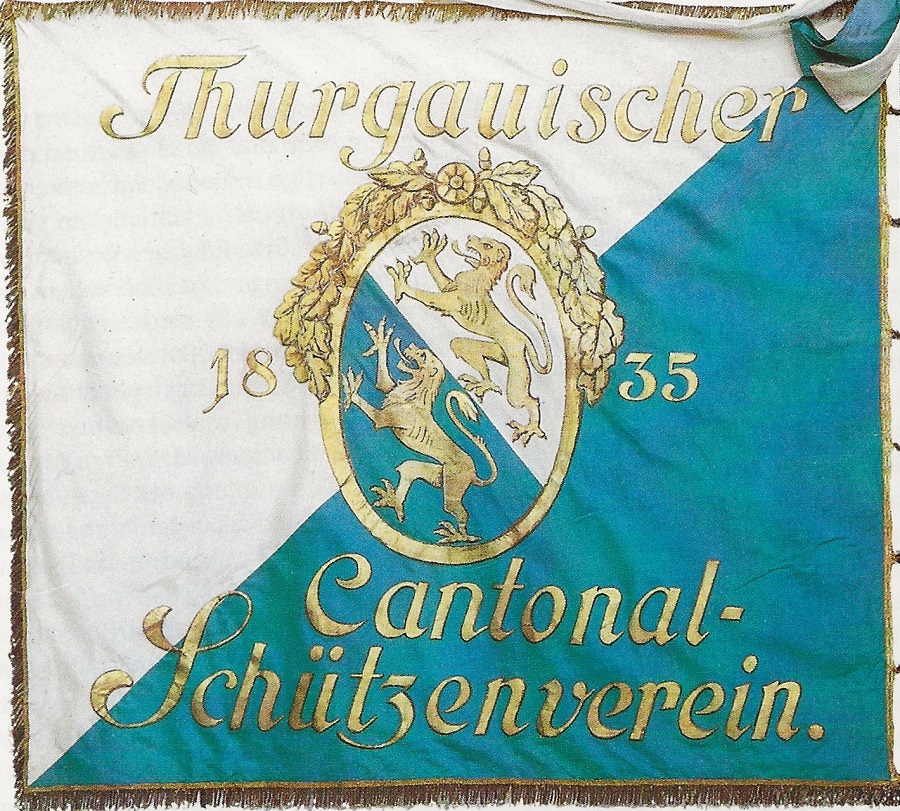 Thurgauischer
18 35
Cantonal-
Schützenverein.